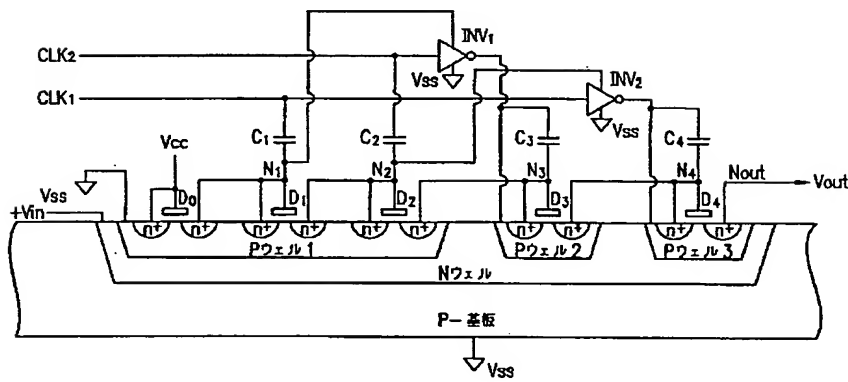 INV₁
CLK₂
Vss
INV₂
CLK₁
Vss
C₁
C₂
C₃
C₄
Vcc
N₁
N₂
N₃
N₄
Nout
Vout
Vss
D₀
D₁
D₂
D₃
D₄
+Vin
n+ n+ n+ n+ n+ n+ n+ n+ n+ n+
Pウェル1
Pウェル2
Pウェル3
Nウェル
P-基板
Vss